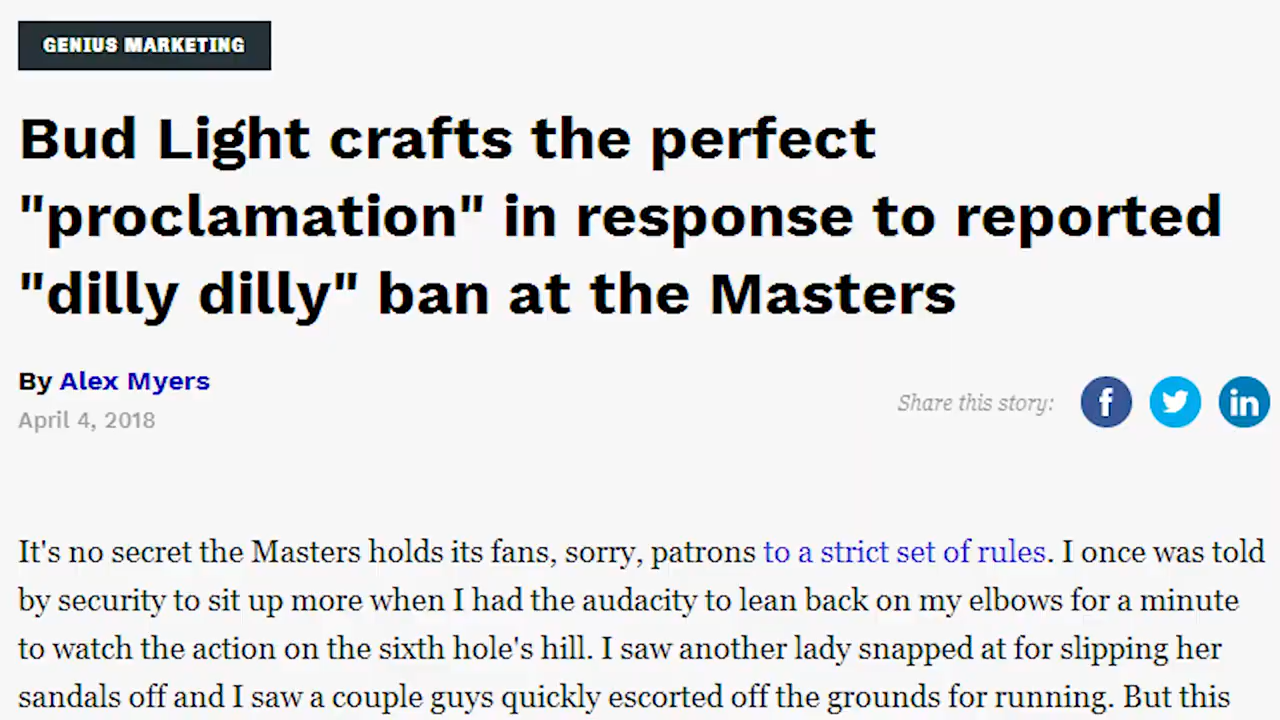 GENIUS MARKETING
Bud Light crafts the perfect
"proclamation" in response to reported
"dilly dilly" ban at the Masters
By Alex Myers
April 4, 2018
Share this story:
It's no secret the Masters holds its fans, sorry, patrons to a strict set of rules. I once was told
by security to sit up more when I had the audacity to lean back on my elbows for a minute
to watch the action on the sixth hole's hill. I saw another lady snapped at for slipping her
sandals off and I saw a couple guys quickly escorted off the grounds for running. But this